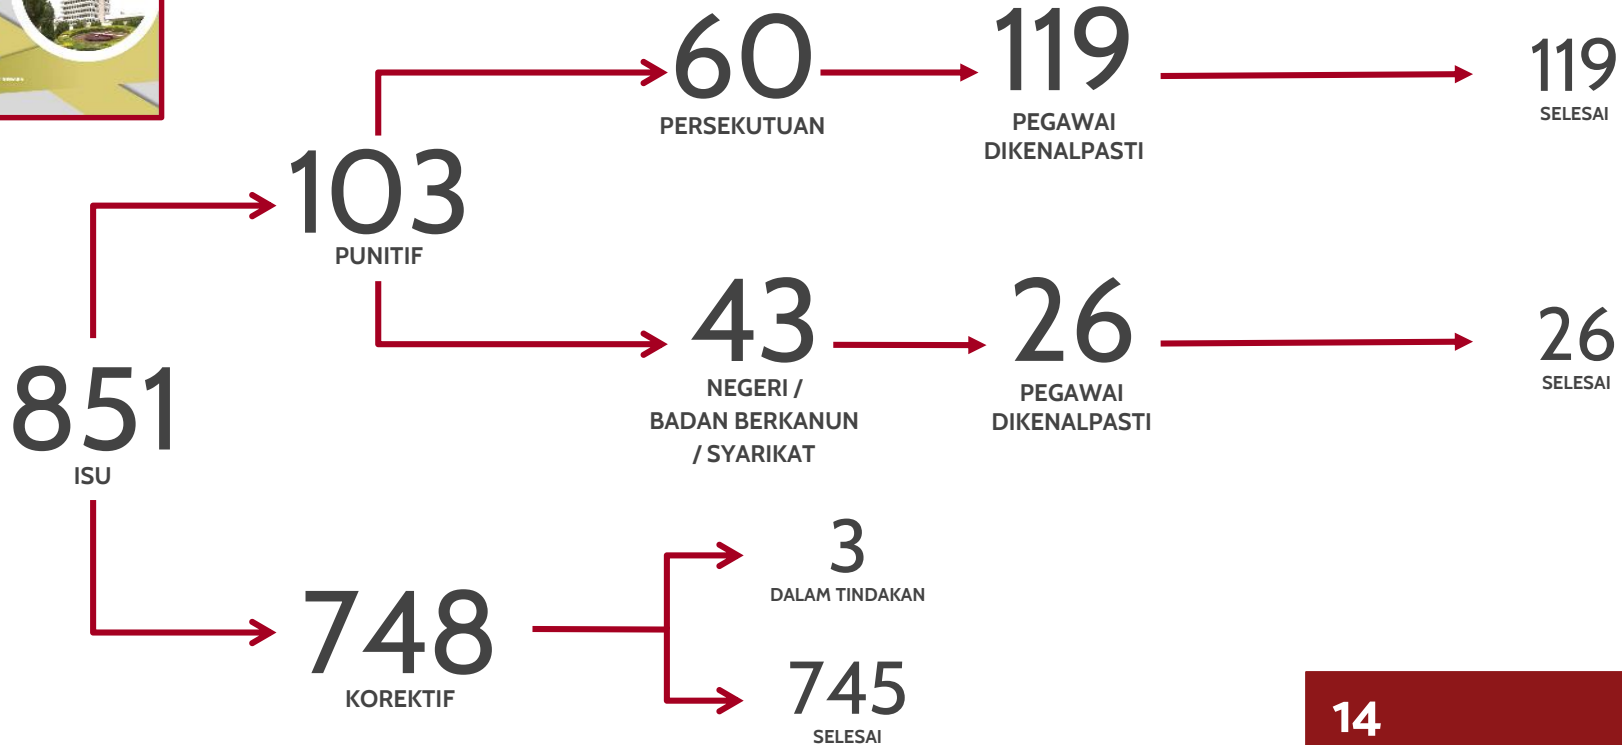 60
PERSEKUTUAN
119
PEGAWAI
DIKENALPASTI
119
SELESAI
103
PUNITIF
43
NEGERI /
BADAN BERKANUN
/ SYARIKAT
26
PEGAWAI
DIKENALPASTI
26
SELESAI
851
ISU
748
KOREKTIF
3
DALAM TINDAKAN
745
SELESAI
14